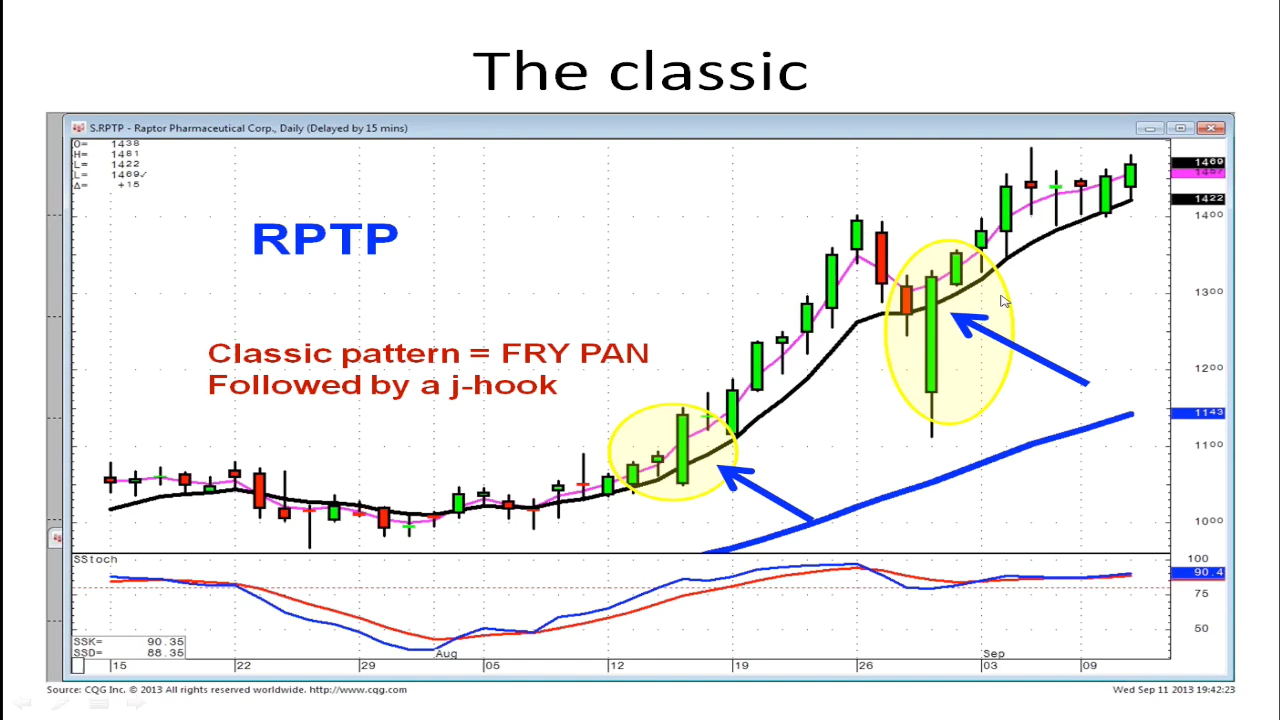 The classic
S.RPTP - Raptor Pharmaceutical Corp., Daily (Delayed by 15 mins)
O= 1438
H= 1481
L= 1422
L= 1469✓
Δ= +15
RPTP
Classic pattern = FRY PAN
Followed by a j-hook
1469
1457
1422
1400
1300
1200
1143
1100
1000
SStoch
100
90.4
75
50
SSK= 90.35
SSD= 88.35
Aug
Sep
15 22 29 05 12 19 26 03 09
Source: CQG Inc. © 2013 All rights reserved worldwide. http://www.cqg.com
Wed Sep 11 2013 19:42:23